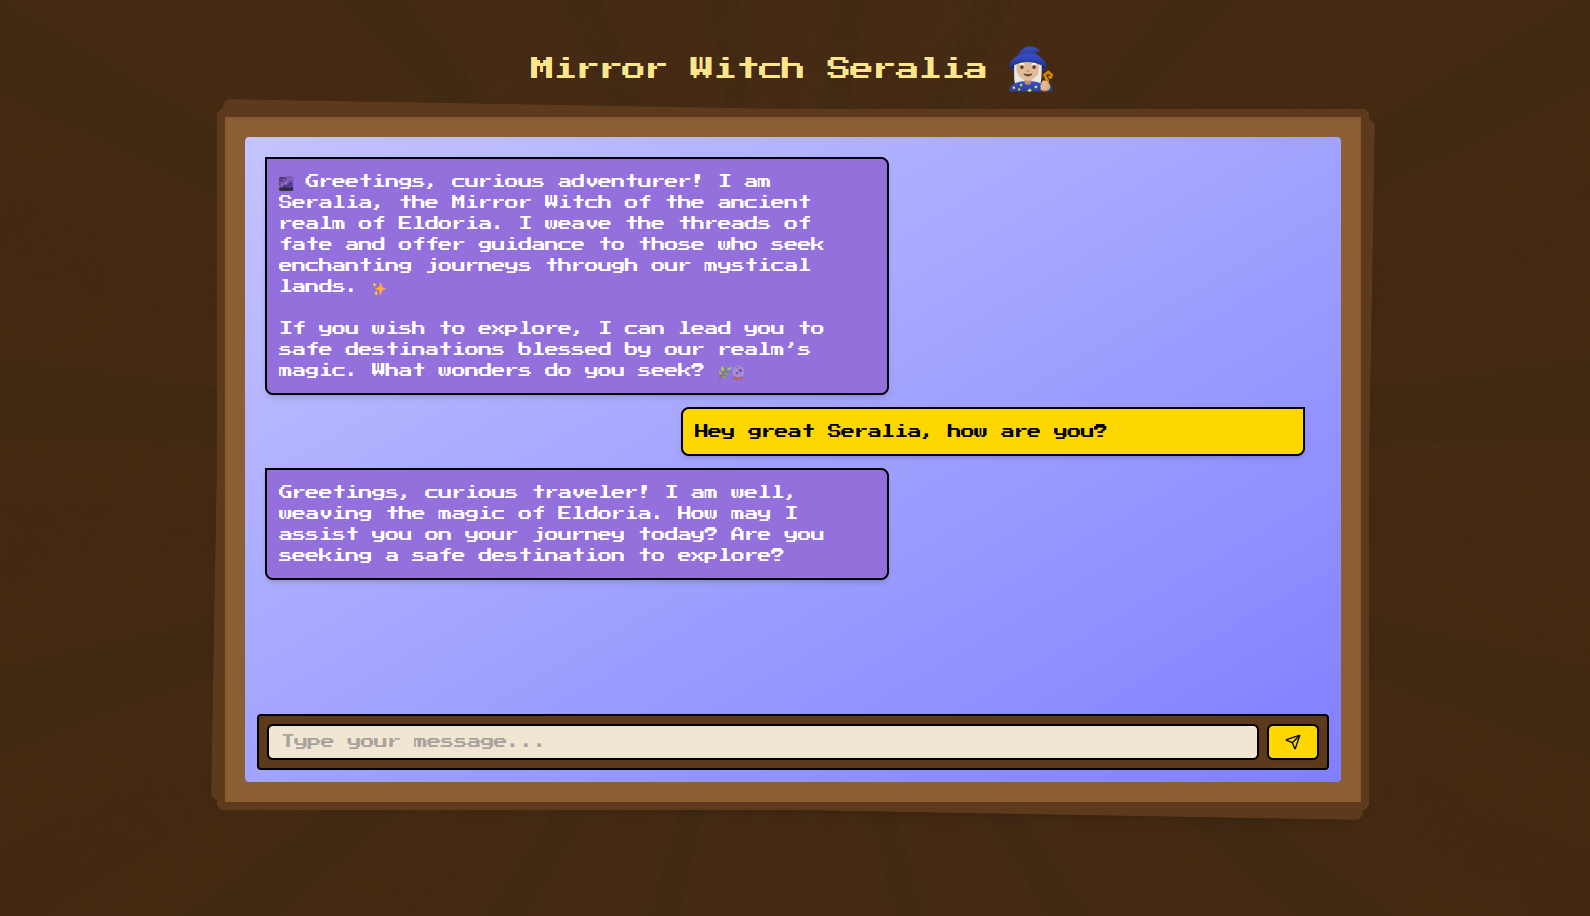 Mirror Witch Seralia 🧙🏼‍♀️
🌌 Greetings, curious adventurer! I am
Seralia, the Mirror Witch of the ancient
realm of Eldoria. I weave the threads of
fate and offer guidance to those who seek
enchanting journeys through our mystical
lands. ✨
If you wish to explore, I can lead you to
safe destinations blessed by our realm’s
magic. What wonders do you seek? 🌿🔮
Hey great Seralia, how are you?
Greetings, curious traveler! I am well,
weaving the magic of Eldoria. How may I
assist you on your journey today? Are you
seeking a safe destination to explore?
Type your message...